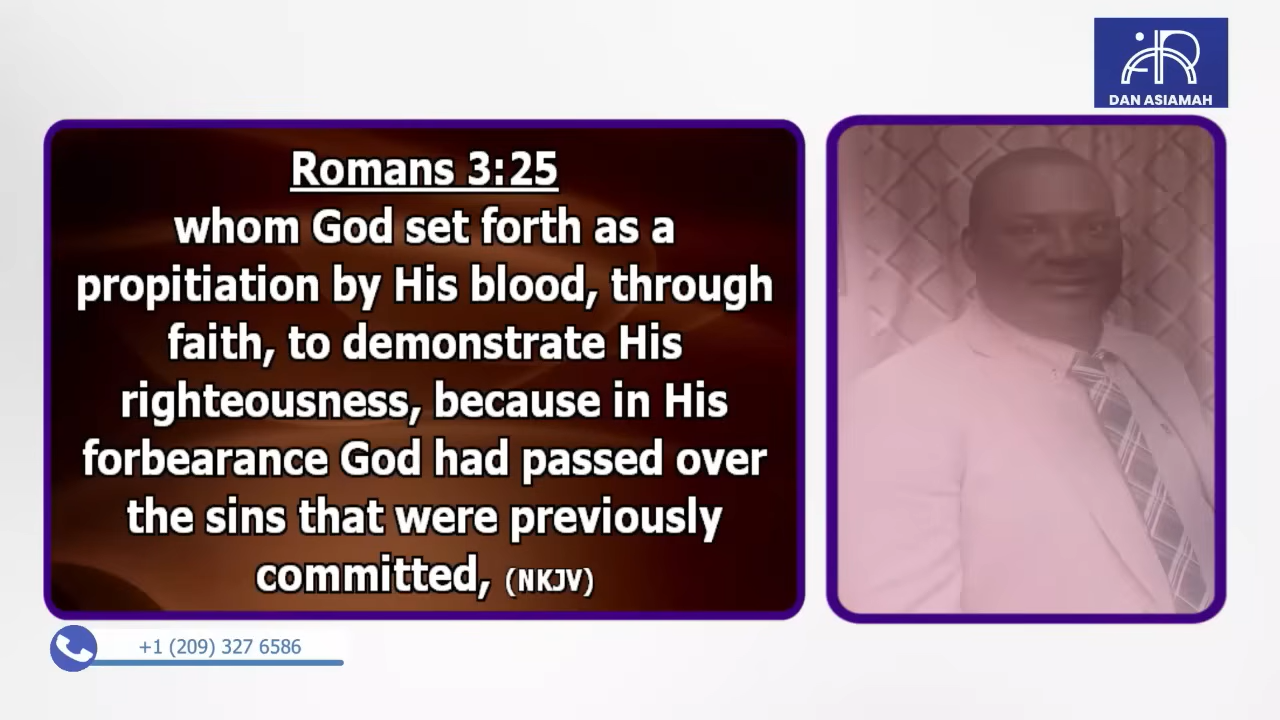 DAN ASIAMAH
Romans 3:25
whom God set forth as a
propitiation by His blood, through
faith, to demonstrate His
righteousness, because in His
forbearance God had passed over
the sins that were previously
committed, (NKJV)
+1 (209) 327 6586